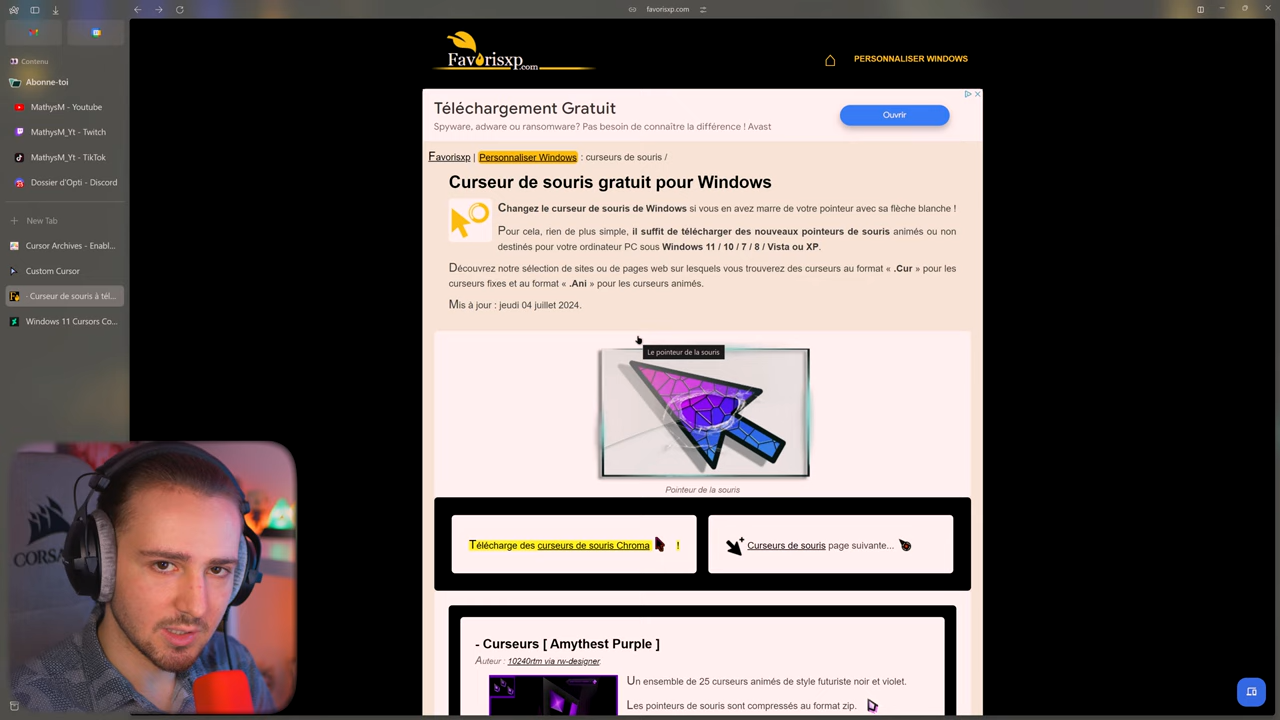 favorisxp.com
Contenu
Abonne-toi
MathysM - Youtube
MathysM_Yt - Twitch
MathysM_Yt - TikTok
Dossier d'Opti - Discord
New Tab
Cursor Archives - Enabl...
Custom Cursor
- Curseur de souris à tél...
Windows 11 Cursors Co...
Favorisxp.com
PERSONNALISER WINDOWS
Téléchargement Gratuit
Spyware, adware ou ransomware? Pas besoin de connaître la différence ! Avast
Ouvrir
Favorisxp | Personnaliser Windows : curseurs de souris /
Curseur de souris gratuit pour Windows
Changez le curseur de souris de Windows si vous en avez marre de votre pointeur avec sa flèche blanche !
Pour cela, rien de plus simple, il suffit de télécharger des nouveaux pointeurs de souris animés ou non
destinés pour votre ordinateur PC sous Windows 11 / 10 / 7 / 8 / Vista ou XP.
Découvrez notre sélection de sites ou de pages web sur lesquels vous trouverez des curseurs au format « .Cur » pour les
curseurs fixes et au format « .Ani » pour les curseurs animés.
Mis à jour : jeudi 04 juillet 2024.
Le pointeur de la souris
Pointeur de la souris
Télécharge des curseurs de souris Chroma !
Curseurs de souris page suivante...
- Curseurs [ Amythest Purple ]
Auteur : 10240rtm via rw-designer
Un ensemble de 25 curseurs animés de style futuriste noir et violet.
Les pointeurs de souris sont compressés au format zip.